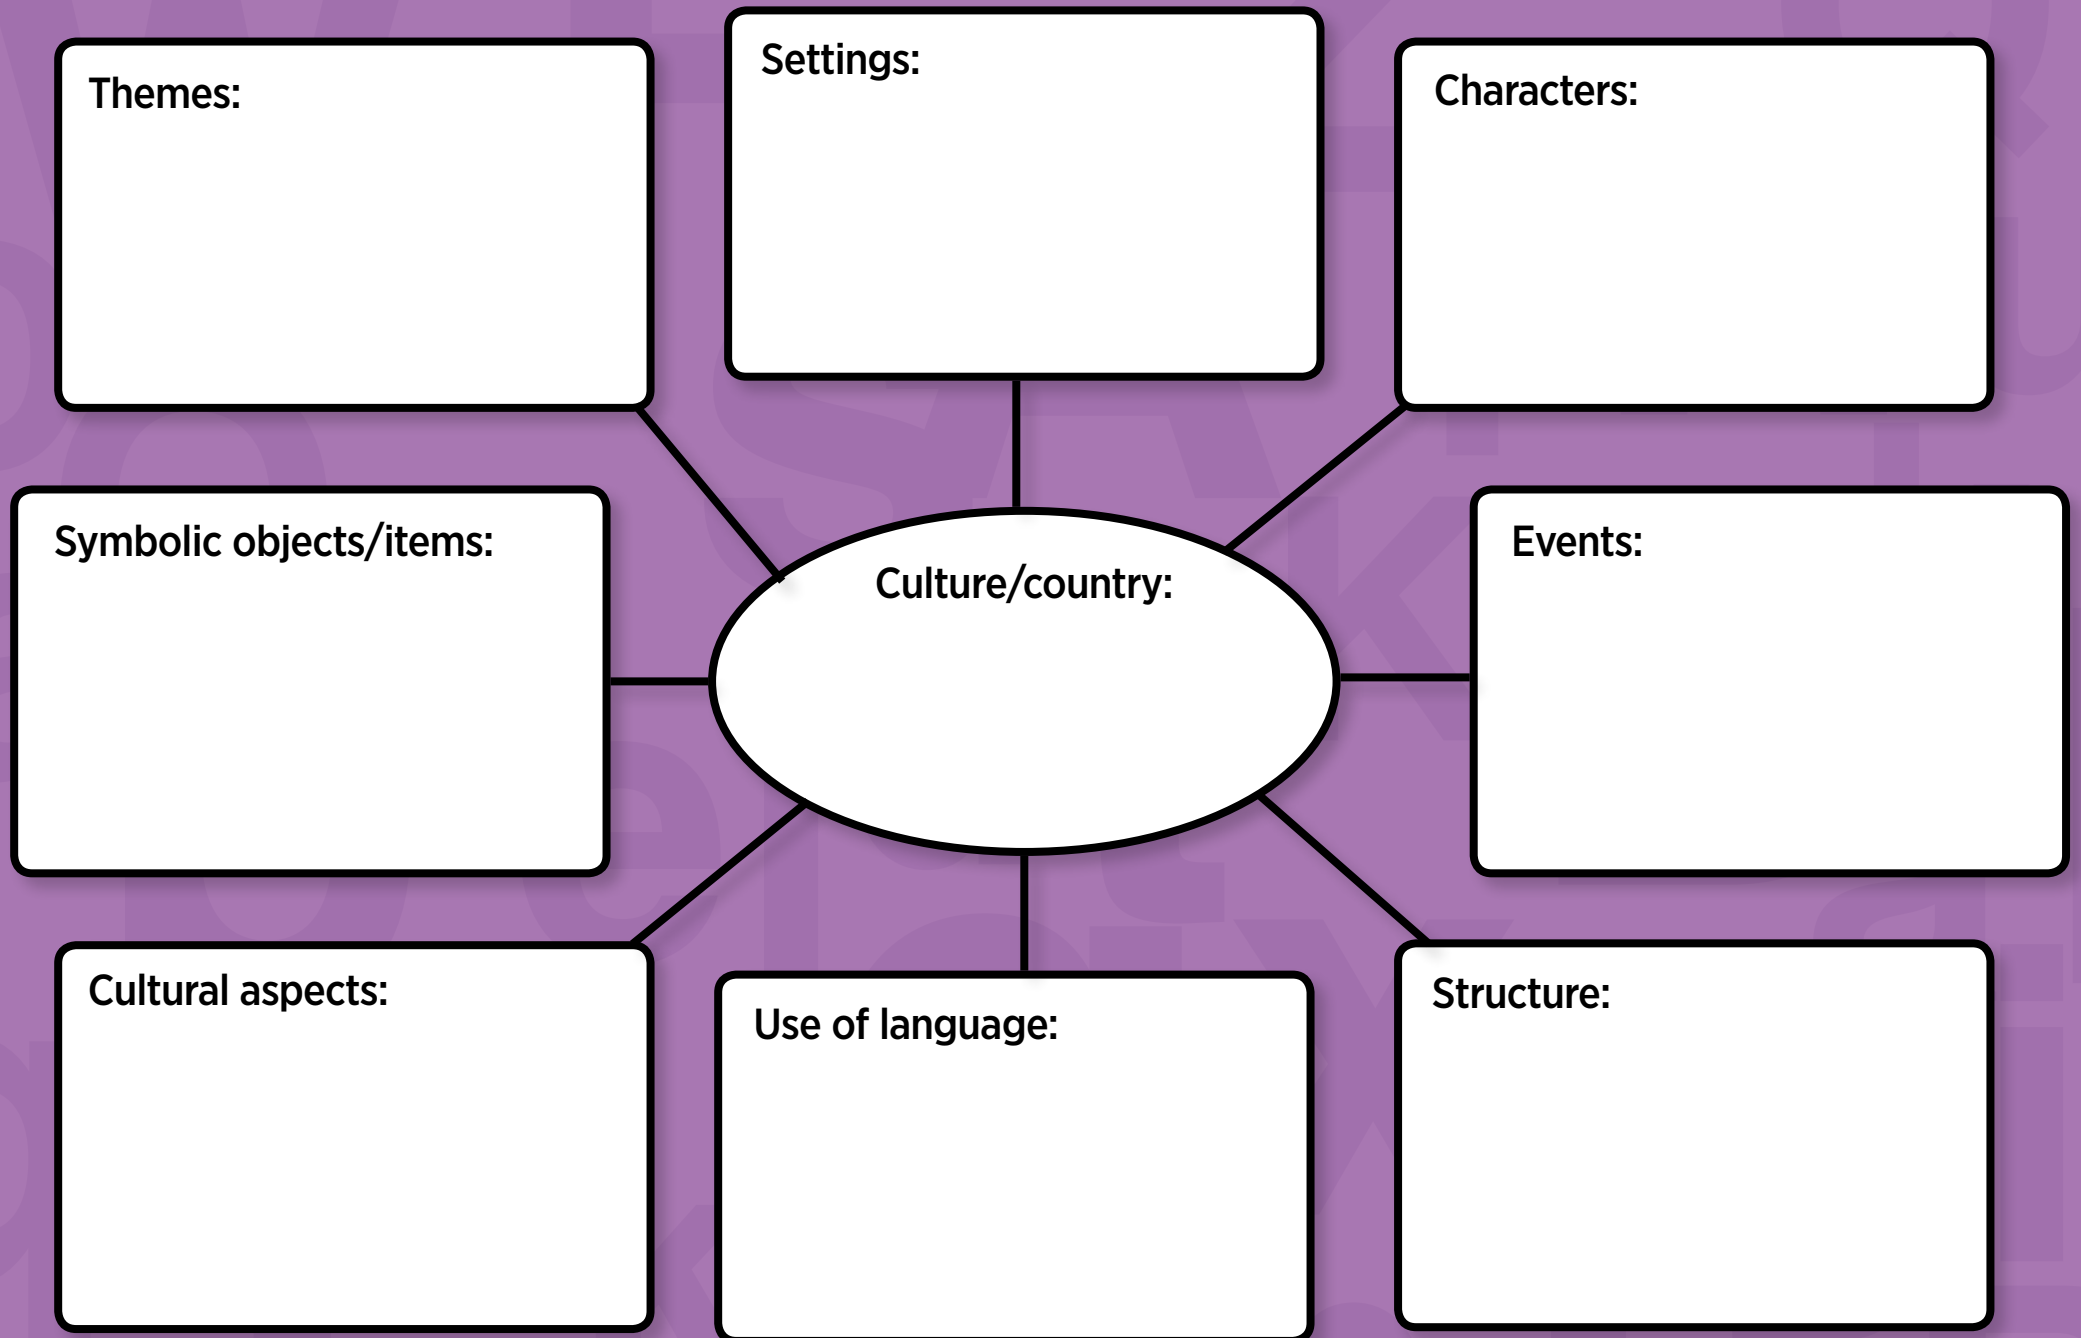 Themes:
Settings:
Characters:
Symbolic objects/items:
Culture/country:
Events:
Cultural aspects:
Use of language:
Structure: